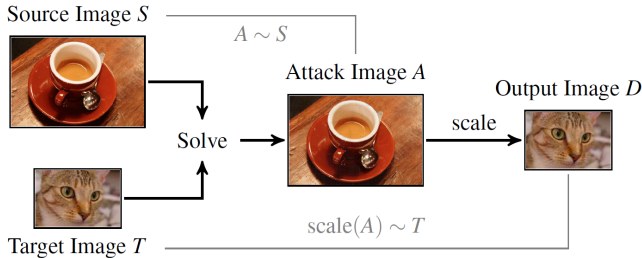 Source Image S
A ∼ S
Attack Image A
Output Image D
Solve
scale
Target Image T
scale(A) ∼ T